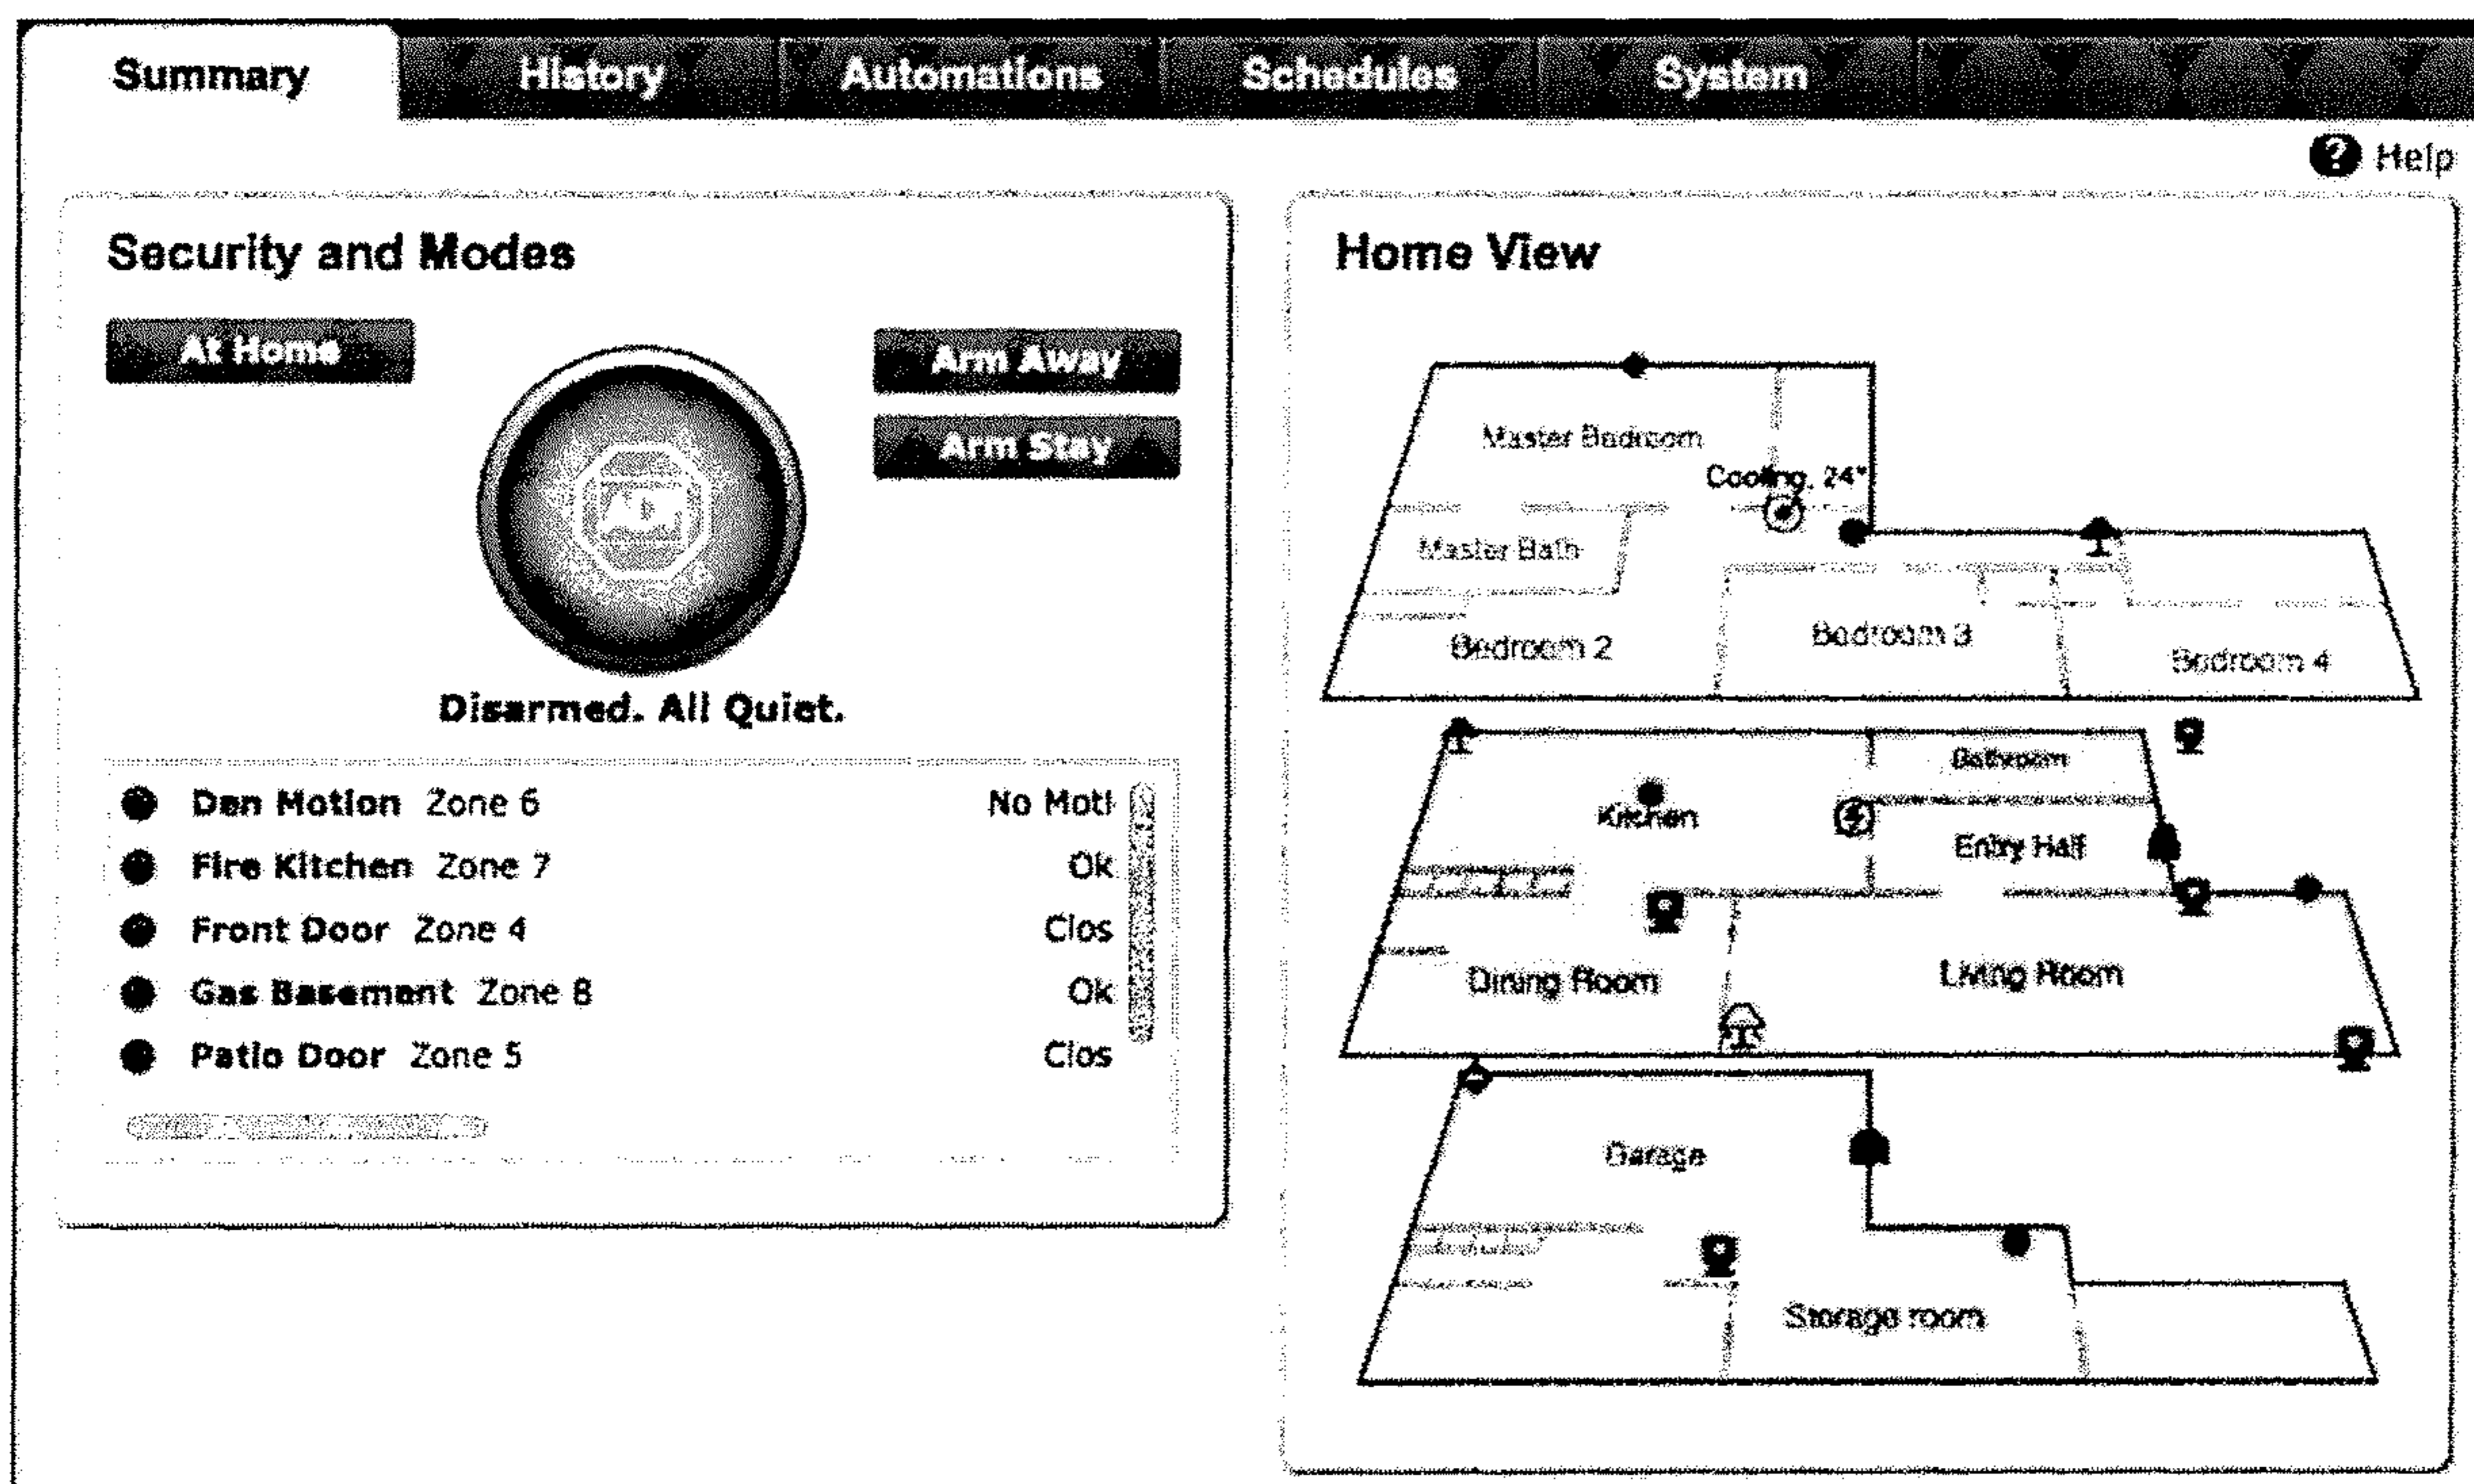 Summary History Automations Schedules System
? Help
Security and Modes
At Home
Arm Away
Arm Stay
ADT
Disarmed. All Quiet.
Den Motion Zone 6 No Moti
Fire Kitchen Zone 7 Ok
Front Door Zone 4 Clos
Gas Basement Zone 8 Ok
Patio Door Zone 5 Clos
Home View
Master Bedroom
Cooling, 24°
Master Bath
Bedroom 2
Bedroom 3
Bedroom 4
Bathroom
Kitchen
Entry Hall
Dining Room
Living Room
Garage
Storage room